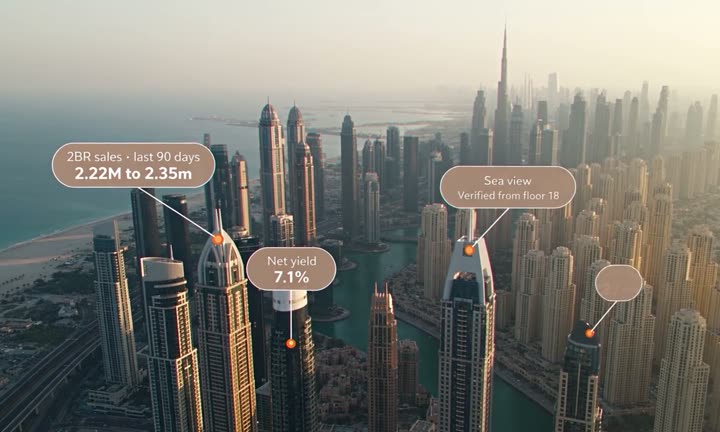 2BR sales • last 90 days
2.22M to 2.35m
Sea view
Verified from floor 18
Net yield
7.1%